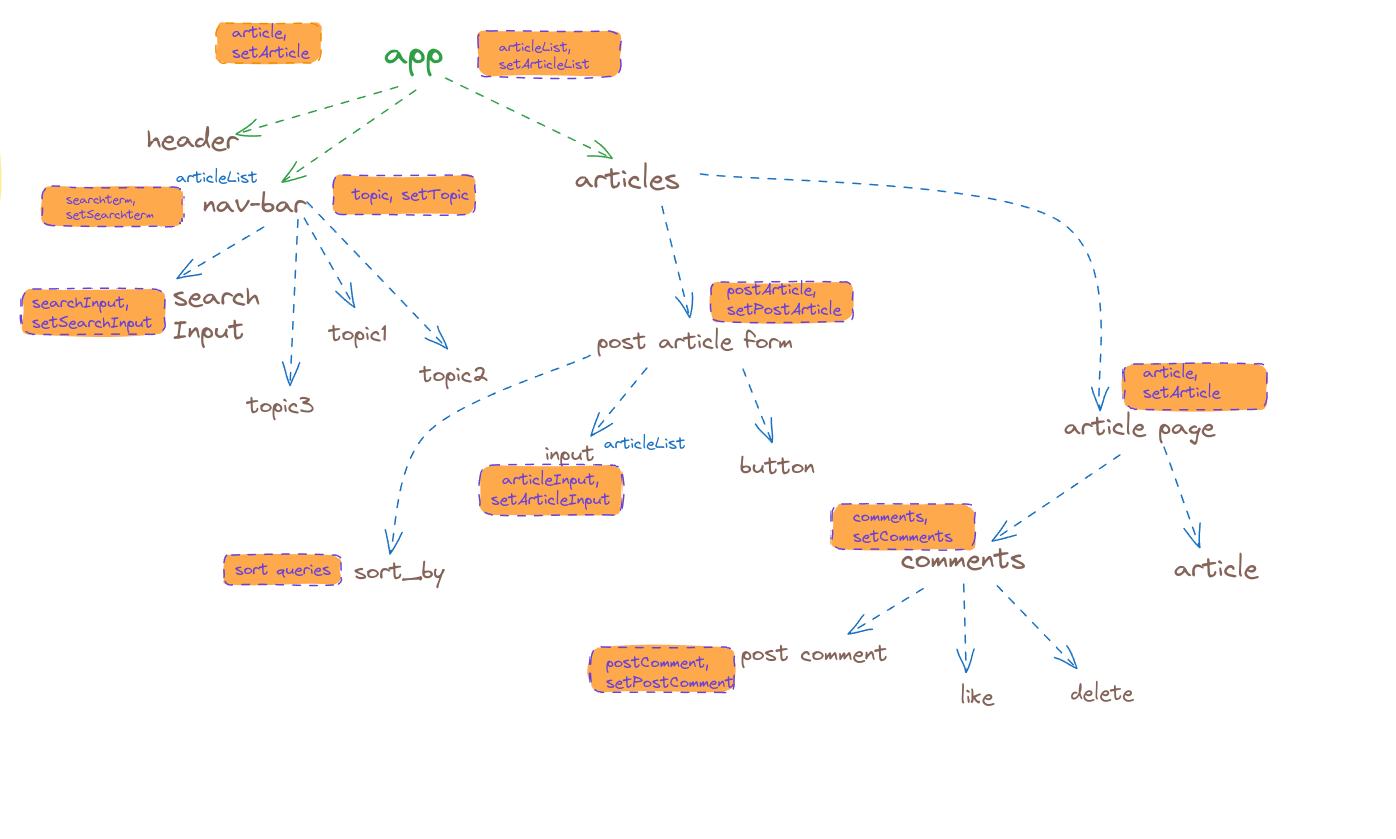 article,
setArticle
app
articleList,
setArticleList
header
articleList
searchterm,
setSearchterm
nav-bar
topic, setTopic
articles
searchInput,
setSearchInput
search
Input
topic1
topic2
topic3
postArticle,
setPostArticle
post article form
article,
setArticle
article page
input
articleList
articleInput,
setArticleInput
button
sort queries
sort_by
comments,
setComments
comments
article
postComment,
setPostComment
post comment
like
delete